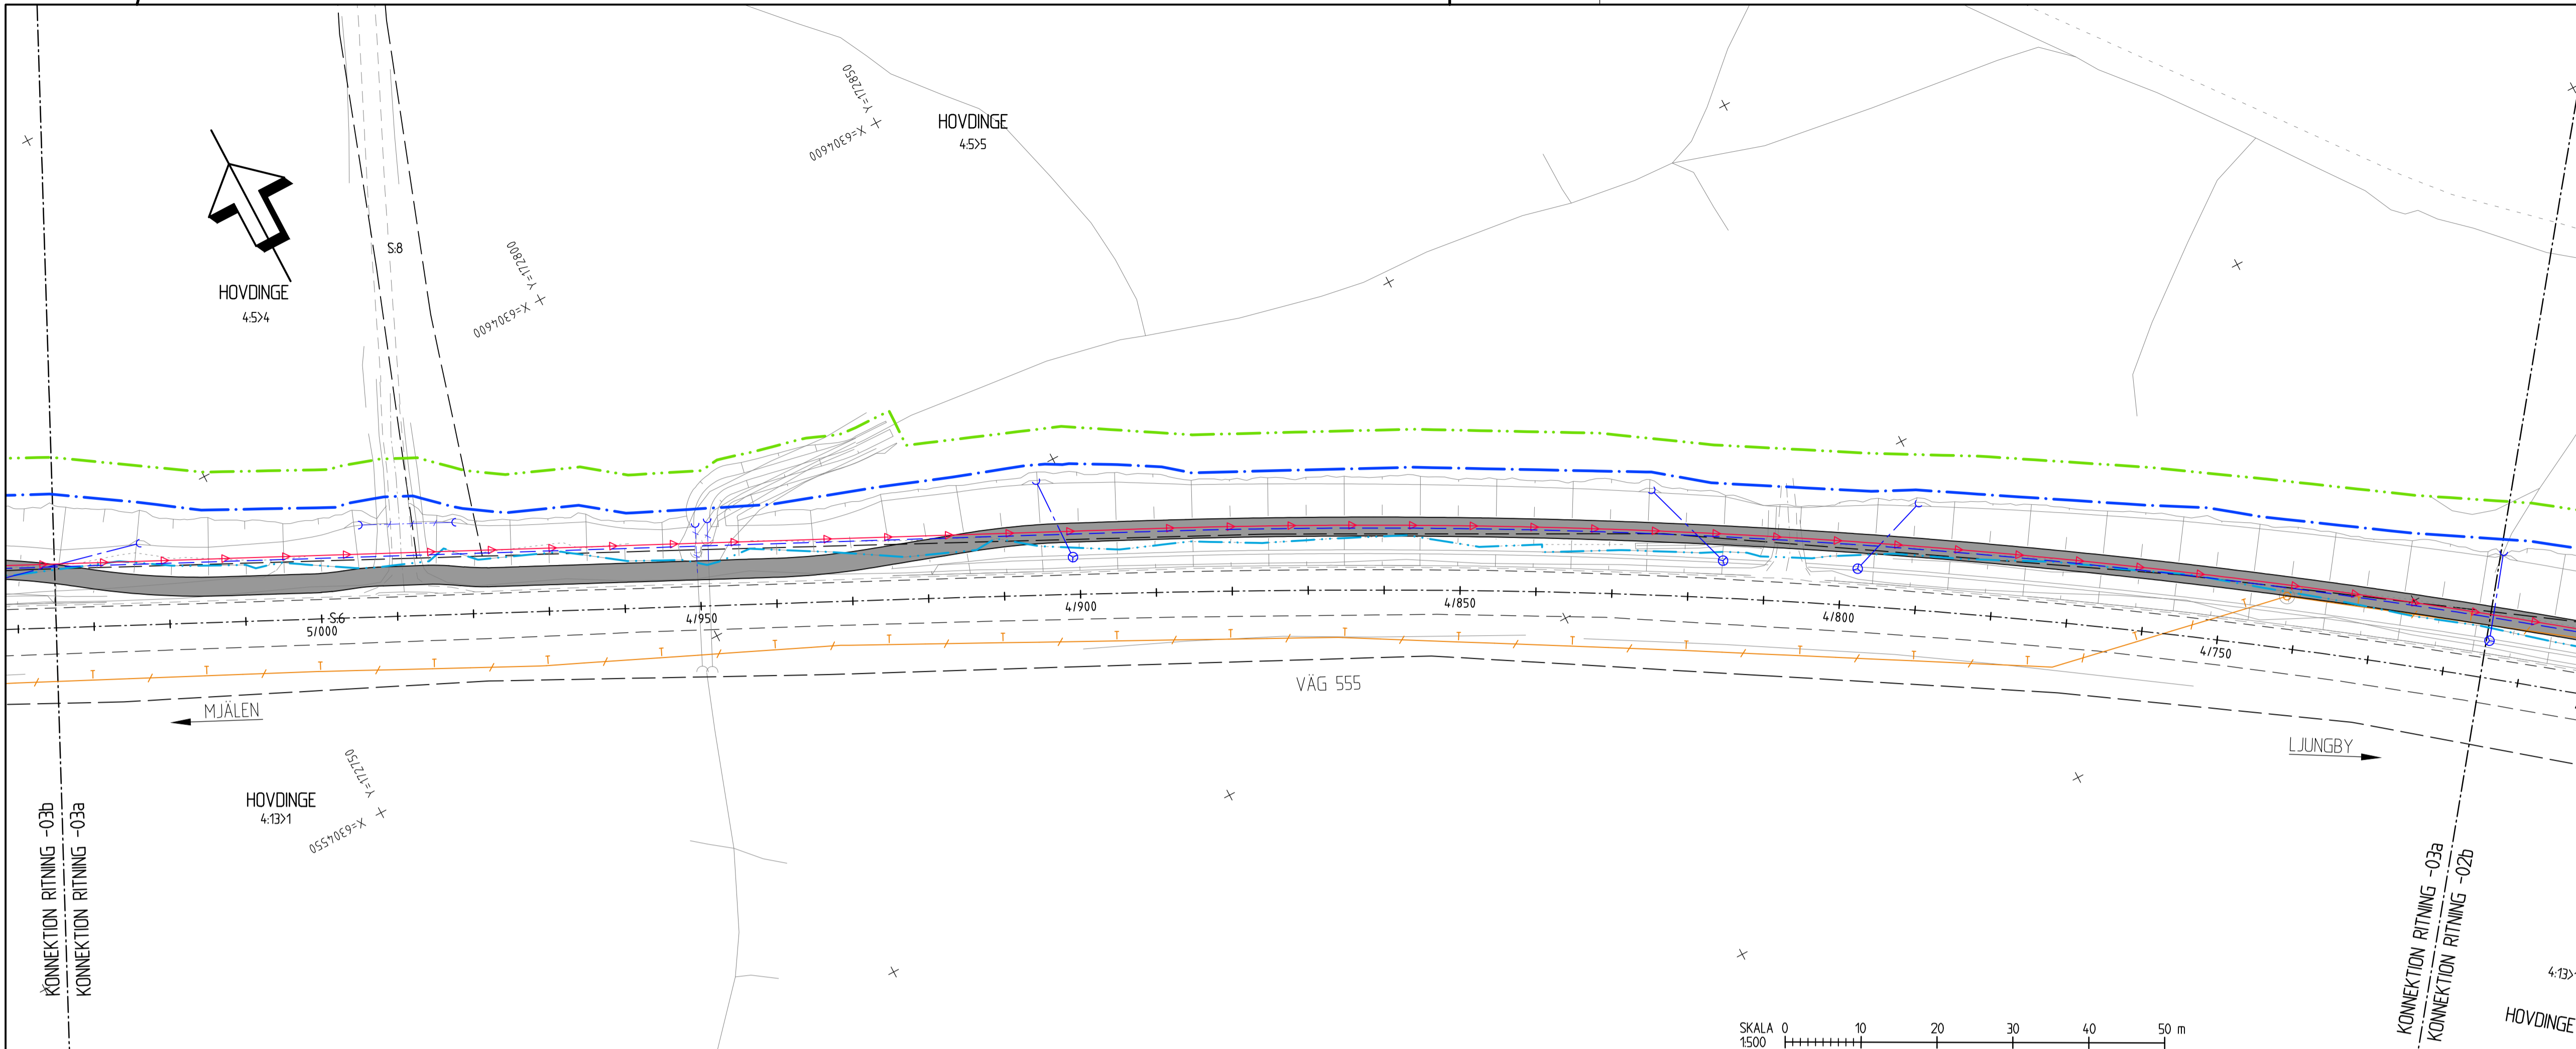 Y=172850
X=6304600
HOVDINGE
4:5>5
S:8
Y=172800
X=6304600
HOVDINGE
4:5>4
S:6
5/000
4/950
4/900
4/850
4/800
4/750
VÄG 555
MJÄLEN
LJUNGBY
Y=172750
X=6304550
HOVDINGE
4:13>1
KONNEKTION RITNING -03b
KONNEKTION RITNING -03a
KONNEKTION RITNING -03a
KONNEKTION RITNING -02b
HOVDINGE
SKALA 0 10 20 30 40 50 m
1:500